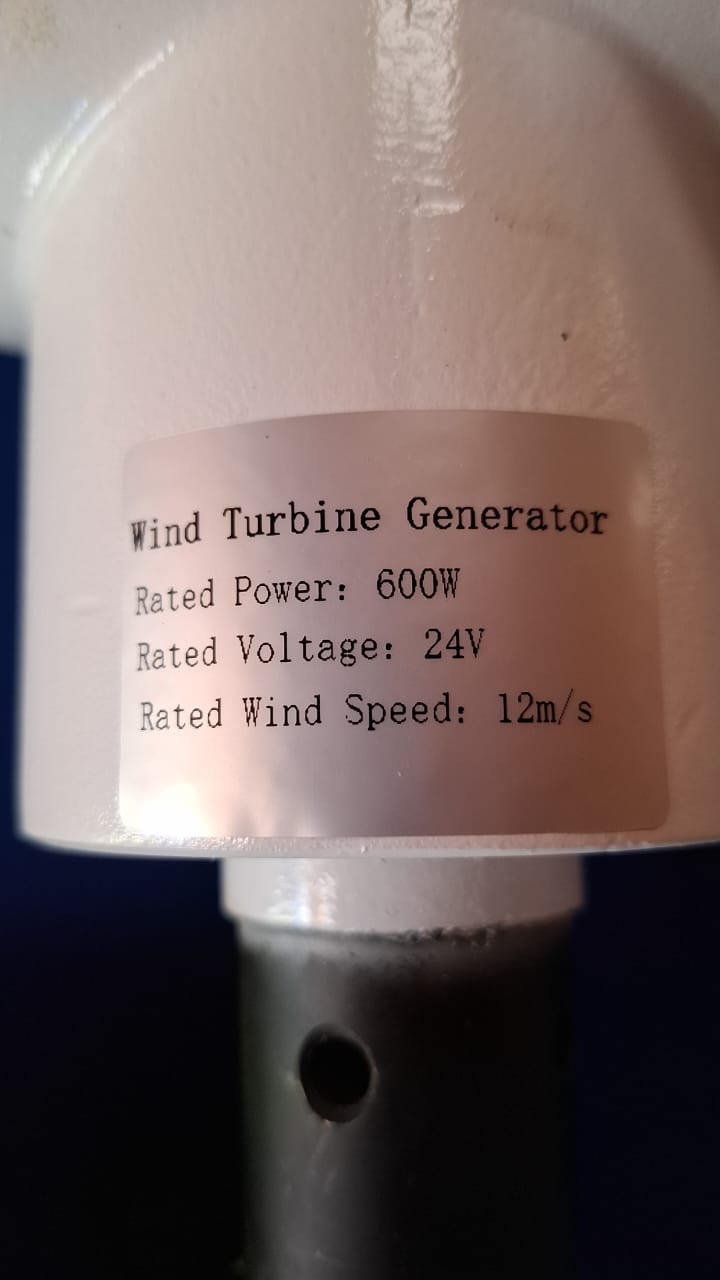 Wind Turbine Generator
Rated Power: 600W
Rated Voltage: 24V
Rated Wind Speed: 12m/s